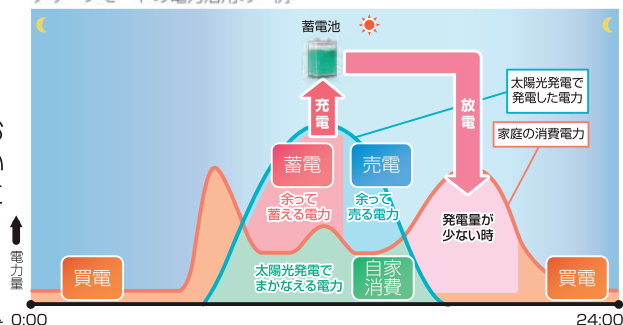 蓄電池
太陽光発電で
発電した電力
充電
放電
家庭の消費電力
蓄電
売電
余って
蓄える電力
余って
売る電力
発電量が
少ない時
電力量
買電
太陽光発電で
まかなえる電力
自家
消費
買電
0:00
24:00